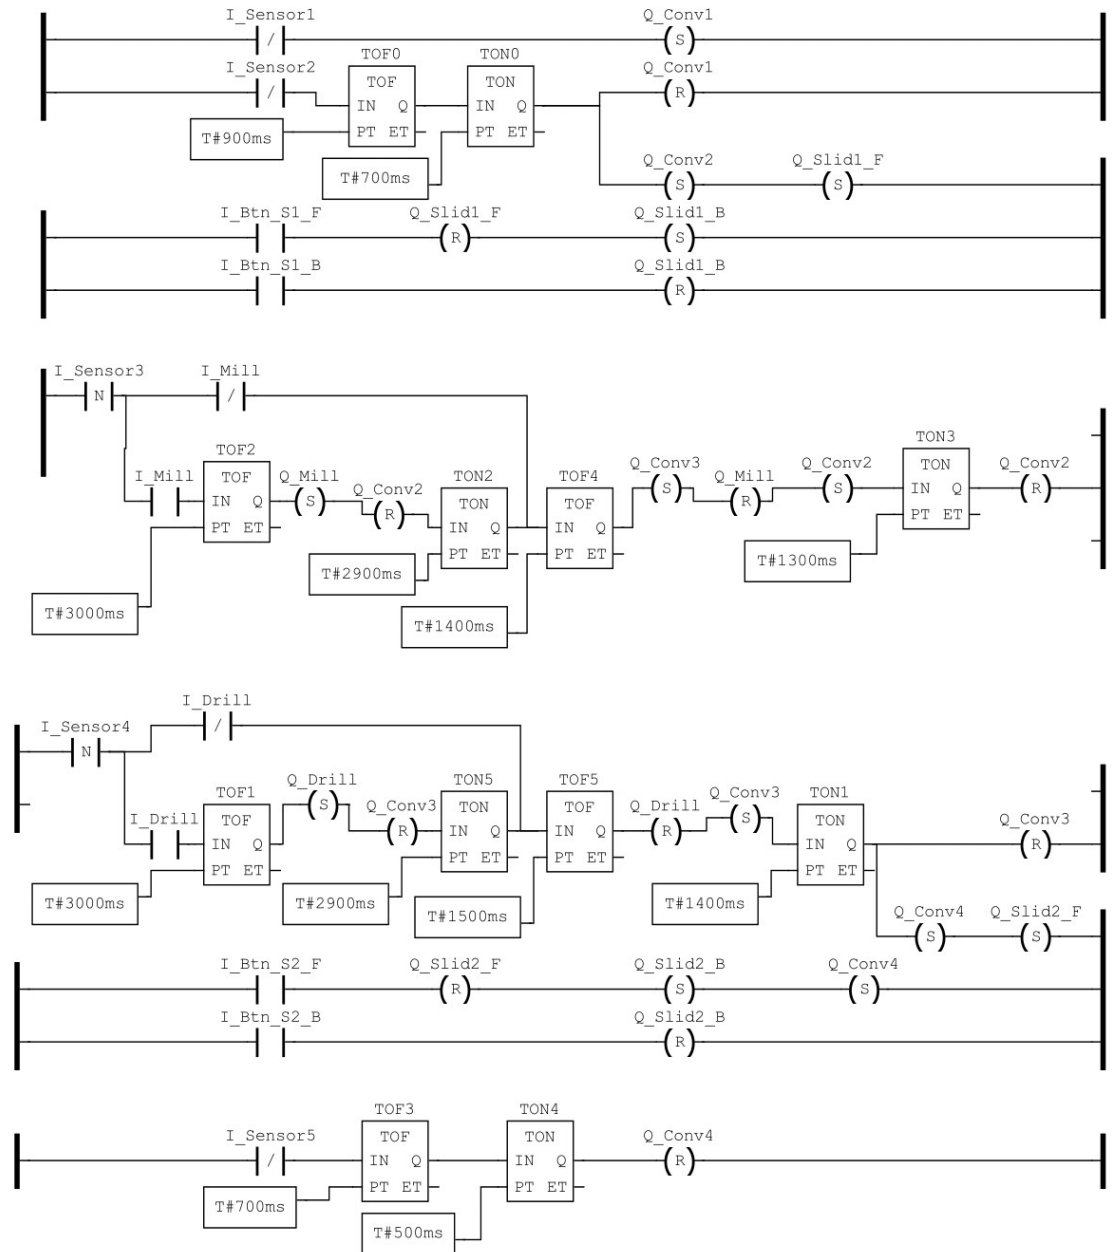 I_Sensor1 Q_Conv1
/ S
TOF0 TON0
I_Sensor2 Q_Conv1
/ TOF TON R
IN Q IN Q
PT ET PT ET
T#900ms
T#700ms
Q_Conv2 Q_Slid1_F
S S
I_Btn_S1_F Q_Slid1_F Q_Slid1_B
R S
I_Btn_S1_B Q_Slid1_B
R
I_Sensor3 I_Mill
N /
TOF2 TON3
I_Mill TOF Q_Mill Q_Conv2 TON2 TOF4 Q_Conv3 Q_Mill Q_Conv2 TON Q_Conv2
IN Q S R TON TOF S R S IN Q R
PT ET IN Q IN Q PT ET
PT ET PT ET
T#1300ms
T#2900ms
T#3000ms
T#1400ms
I_Drill
I_Sensor4 /
N
Q_Drill
TOF1 S Q_Conv3 TON5 TOF5 Q_Drill Q_Conv3 TON1
I_Drill TOF R TON TOF R S TON Q_Conv3
IN Q IN Q IN Q IN Q R
PT ET PT ET PT ET PT ET
T#3000ms T#2900ms T#1500ms T#1400ms
Q_Conv4 Q_Slid2_F
S S
I_Btn_S2_F Q_Slid2_F Q_Slid2_B Q_Conv4
R S S
I_Btn_S2_B Q_Slid2_B
R
TOF3 TON4
I_Sensor5 TOF TON Q_Conv4
/ IN Q IN Q R
PT ET PT ET
T#700ms
T#500ms